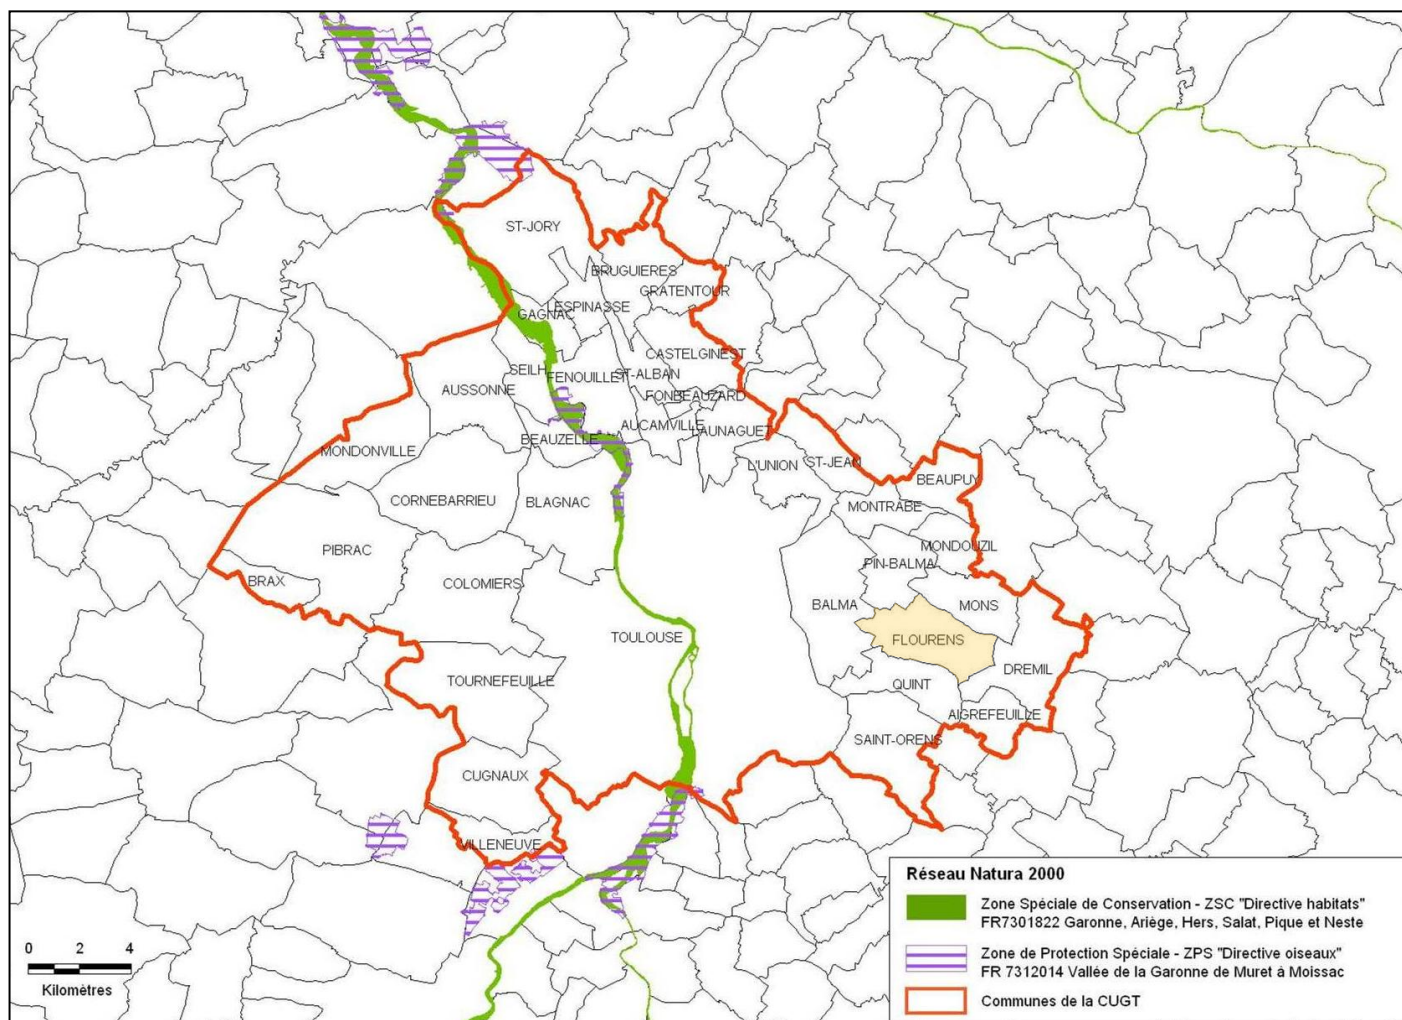 ST-JORY
BRUGUIERES
GRATENTOUR
LESPINASSE
GAGNAC
CASTELGINEST
SEILH
FENOUILLET
ST-ALBAN
AUSSONNE
FONBEAUZARD
AUCAMVILLE
LAUNAGUET
BEAUZELLE
MONDONVILLE
L'UNION
ST-JEAN
BEAUPUY
CORNEBARRIEU
BLAGNAC
MONTRABE
PIBRAC
MONDOUZIL
PIN-BALMA
BRAX
COLOMIERS
BALMA
MONS
TOULOUSE
FLOURENS
DREMIL
TOURNEFEUILLE
QUINT
AIGREFEUILLE
SAINT-ORENS
CUGNAUX
VILLENEUVE
Réseau Natura 2000
Zone Spéciale de Conservation - ZSC "Directive habitats"
FR7301822 Garonne, Ariège, Hers, Salat, Pique et Neste
Zone de Protection Spéciale - ZPS "Directive oiseaux"
FR 7312014 Vallée de la Garonne de Muret à Moissac
Communes de la CUGT
0 2 4
Kilomètres